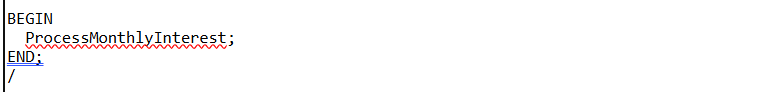 BEGIN
  ProcessMonthlyInterest;
END;
/